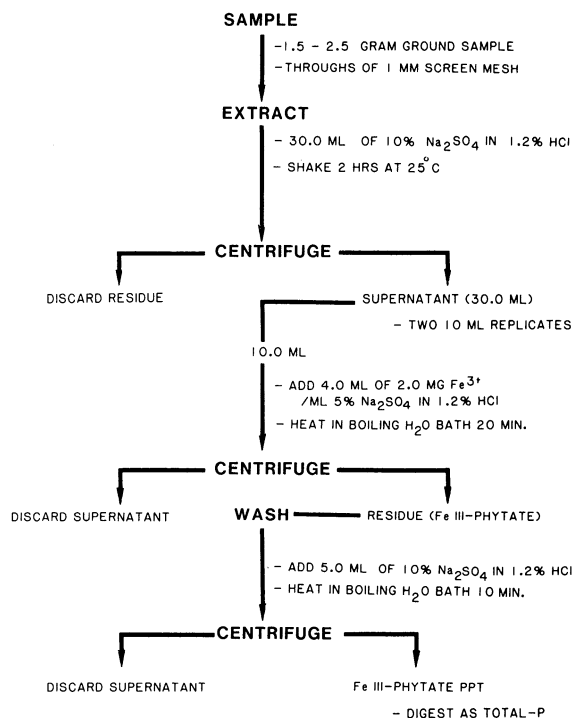 SAMPLE
-1.5 - 2.5 GRAM GROUND SAMPLE
-THROUGHS OF 1 MM SCREEN MESH
EXTRACT
- 30.0 ML OF 10% Na2SO4 IN 1.2% HCl
- SHAKE 2 HRS AT 25°C
CENTRIFUGE
DISCARD RESIDUE
SUPERNATANT (30.0 ML)
- TWO 10 ML REPLICATES
10.0 ML
- ADD 4.0 ML OF 2.0 MG Fe3+
/ML 5% Na2SO4 IN 1.2% HCl
- HEAT IN BOILING H2O BATH 20 MIN.
CENTRIFUGE
DISCARD SUPERNATANT
WASH
RESIDUE (Fe III-PHYTATE)
- ADD 5.0 ML OF 10% Na2SO4 IN 1.2% HCl
- HEAT IN BOILING H2O BATH 10 MIN.
CENTRIFUGE
DISCARD SUPERNATANT
Fe III-PHYTATE PPT
- DIGEST AS TOTAL-P